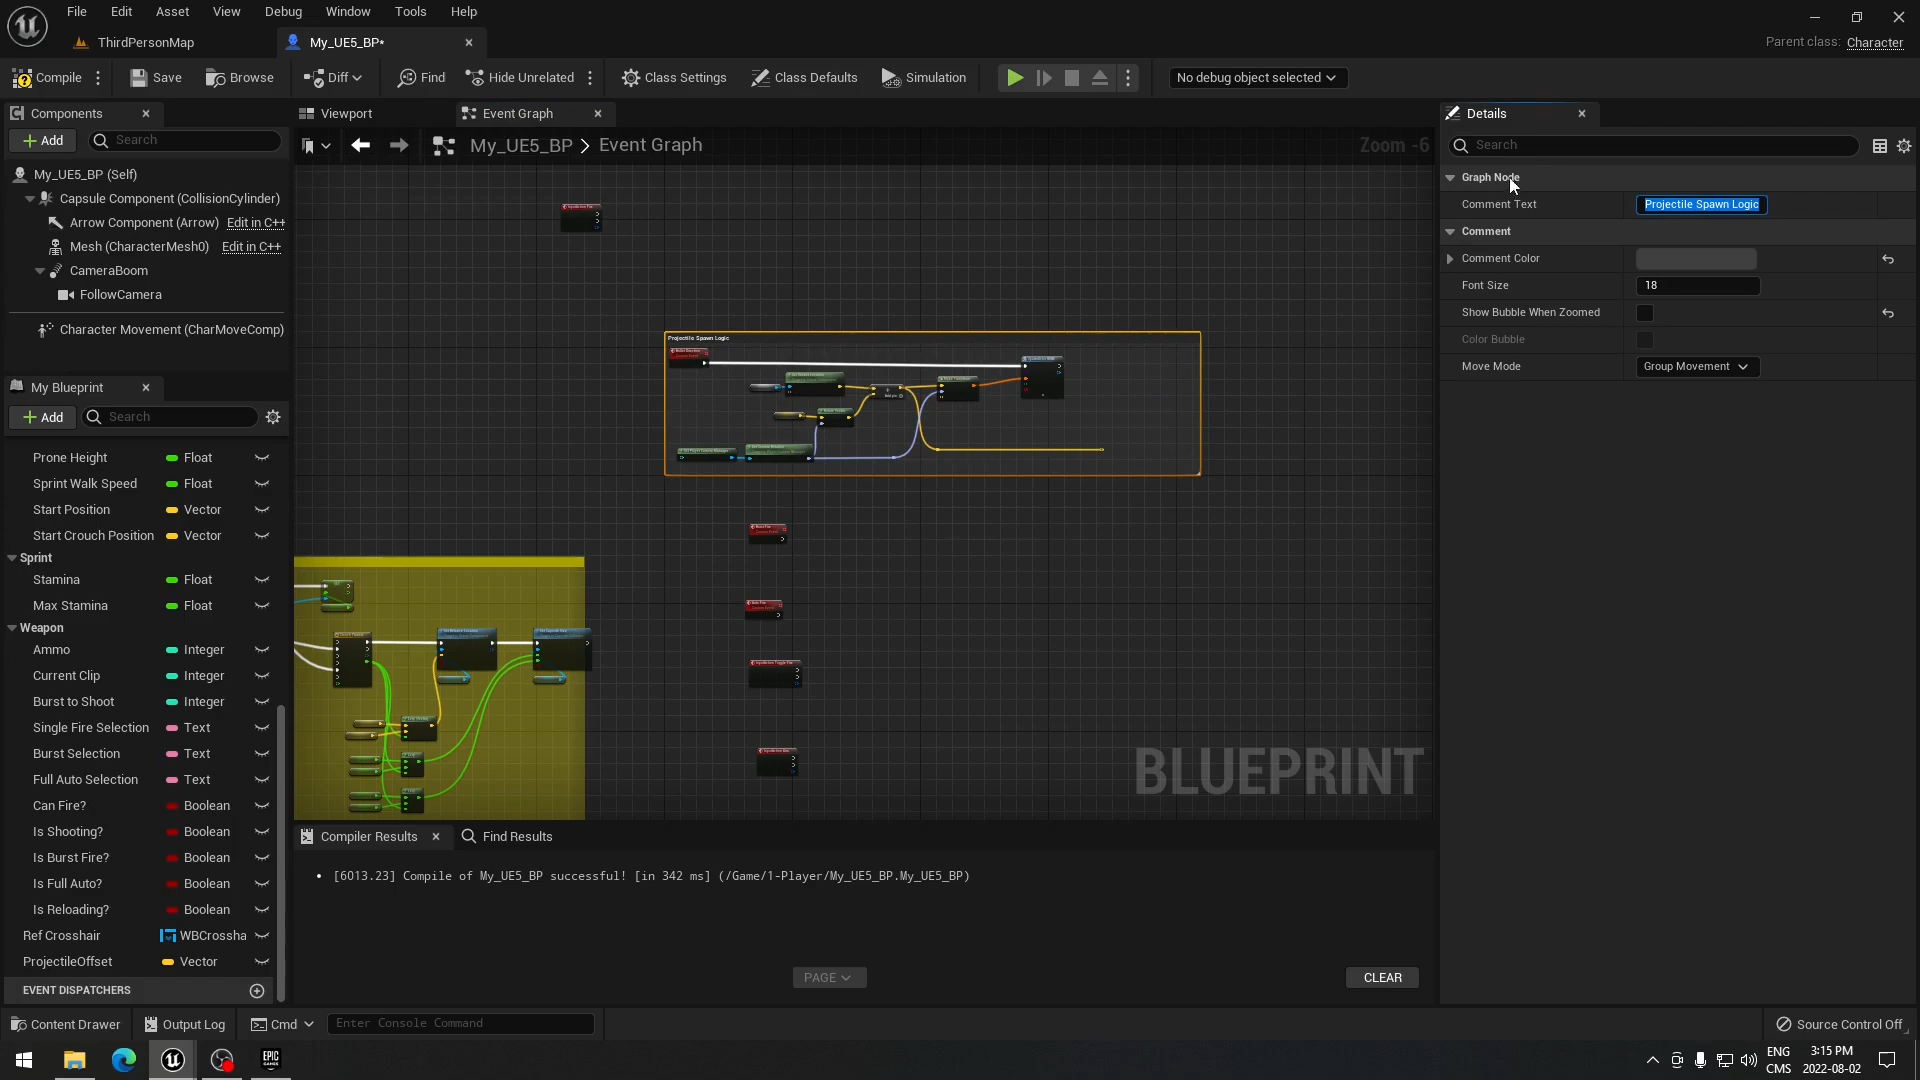 File Edit Asset View Debug Window Tools Help
ThirdPersonMap
My_UE5_BP*
Parent class: Character
Compile Save Browse Diff Find Hide Unrelated Class Settings Class Defaults Simulation No debug object selected
Components
Add Search
My_UE5_BP (Self)
Capsule Component (CollisionCylinder)
Arrow Component (Arrow) Edit in C++
Mesh (CharacterMesh0) Edit in C++
CameraBoom
FollowCamera
Character Movement (CharMoveComp)
My Blueprint
Add Search
Prone Height Float
Sprint Walk Speed Float
Start Position Vector
Start Crouch Position Vector
Sprint
Stamina Float
Max Stamina Float
Weapon
Ammo Integer
Current Clip Integer
Burst to Shoot Integer
Single Fire Selection Text
Burst Selection Text
Full Auto Selection Text
Can Fire? Boolean
Is Shooting? Boolean
Is Burst Fire? Boolean
Is Full Auto? Boolean
Is Reloading? Boolean
Ref Crosshair WBCrossha
ProjectileOffset Vector
EVENT DISPATCHERS
Viewport Event Graph
My_UE5_BP > Event Graph
Zoom -6
Projectile Spawn Logic
BLUEPRINT
Compiler Results Find Results
[6013.23] Compile of My_UE5_BP successful! [in 342 ms] (/Game/1-Player/My_UE5_BP.My_UE5_BP)
PAGE
CLEAR
Details
Search
Graph Node
Comment Text Projectile Spawn Logic
Comment
Comment Color
Font Size 18
Show Bubble When Zoomed
Color Bubble
Move Mode Group Movement
Content Drawer Output Log Cmd Enter Console Command Source Control Off
EPIC
GAMES
ENG
CMS
3:15 PM
2022-08-02